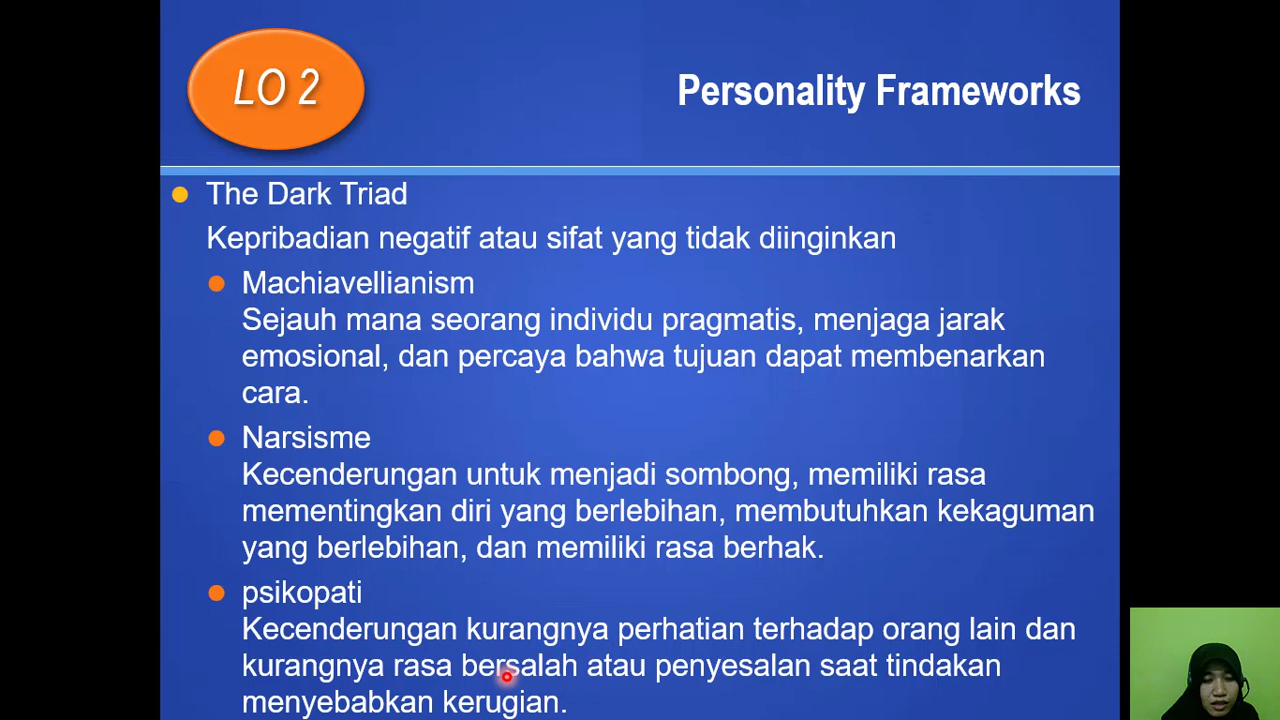 LO 2
Personality Frameworks
The Dark Triad
Kepribadian negatif atau sifat yang tidak diinginkan
Machiavellianism
Sejauh mana seorang individu pragmatis, menjaga jarak
emosional, dan percaya bahwa tujuan dapat membenarkan
cara.
Narsisme
Kecenderungan untuk menjadi sombong, memiliki rasa
mementingkan diri yang berlebihan, membutuhkan kekaguman
yang berlebihan, dan memiliki rasa berhak.
psikopati
Kecenderungan kurangnya perhatian terhadap orang lain dan
kurangnya rasa bersalah atau penyesalan saat tindakan
menyebabkan kerugian.